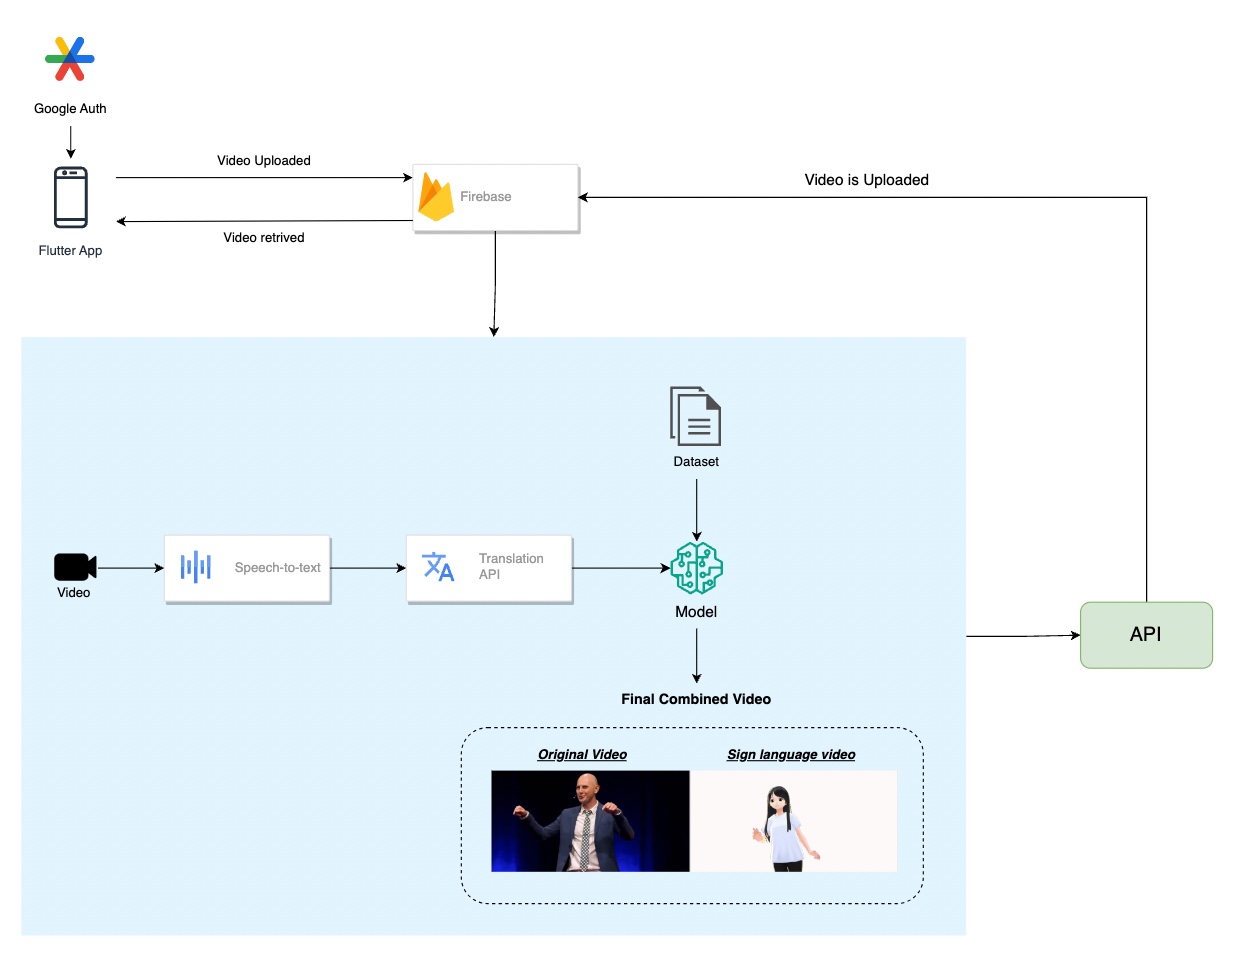 Google Auth
Video Uploaded
Firebase
Video is Uploaded
Video retrived
Flutter App
Dataset
Video
Speech-to-text
Translation
API
Model
API
Final Combined Video
Original Video
Sign language video